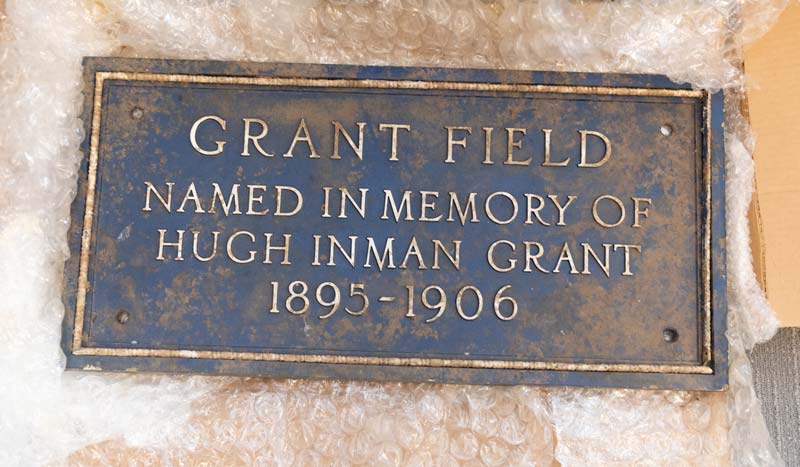 GRANT FIELD
NAMED IN MEMORY OF
HUGH INMAN GRANT
1895-1906